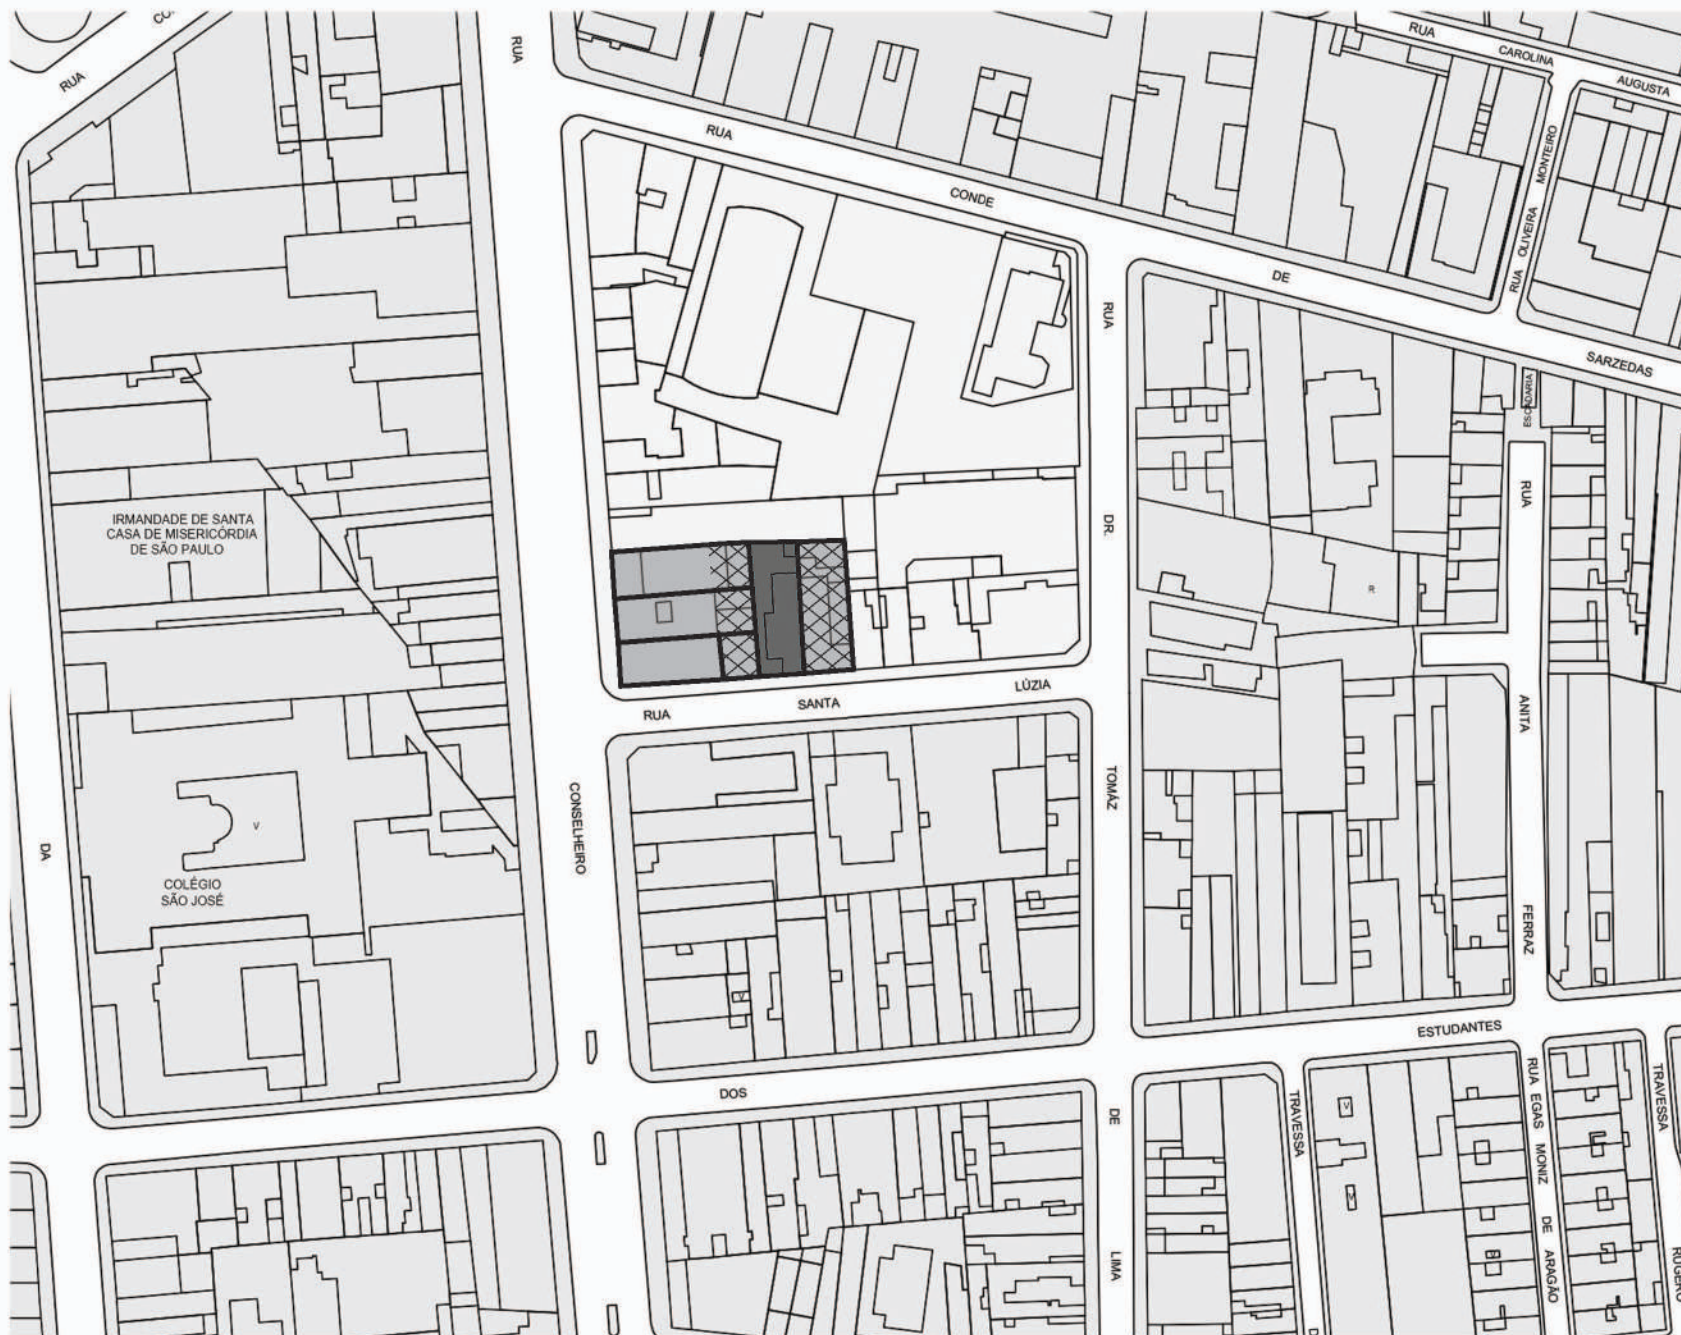 RUA
RUA
RUA
CAROLINA
AUGUSTA
RUA
CONDE
DE
SARZEDAS
RUA
OLIVEIRA
MONTEIRO
ESCADARIA
RUA
DR.
RUA
IRMANDADE DE SANTA
CASA DE MISERICÓRDIA
DE SÃO PAULO
R
LÚZIA
SANTA
RUA
ANITA
TOMÁZ
CONSELHEIRO
V
DA
COLÉGIO
SÃO JOSÉ
FERRAZ
V
ESTUDANTES
DOS
DE
LIMA
TRAVESSA
V
V
RUA EGAS MONIZ DE ARAGÃO
TRAVESSA